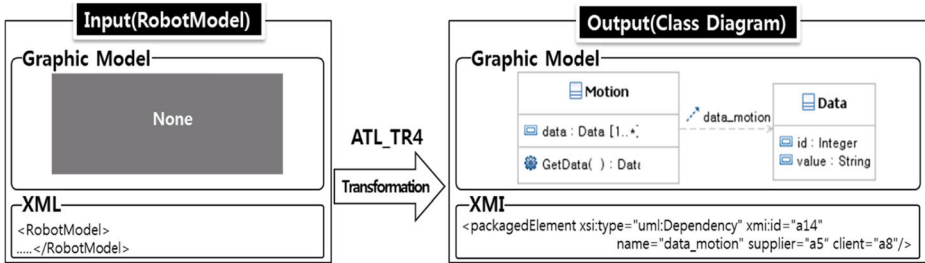 Input(RobotModel)
Graphic Model
None
XML
<RobotModel>
.....</RobotModel>
ATL_TR4
Transformation
Output(Class Diagram)
Graphic Model
Motion
data : Data [1..*]
GetData( ) : Data
data_motion
Data
id : Integer
value : String
XMI
<packagedElement xsi:type="uml:Dependency" xmi:id="a14"
name="data_motion" supplier="a5" client="a8"/>